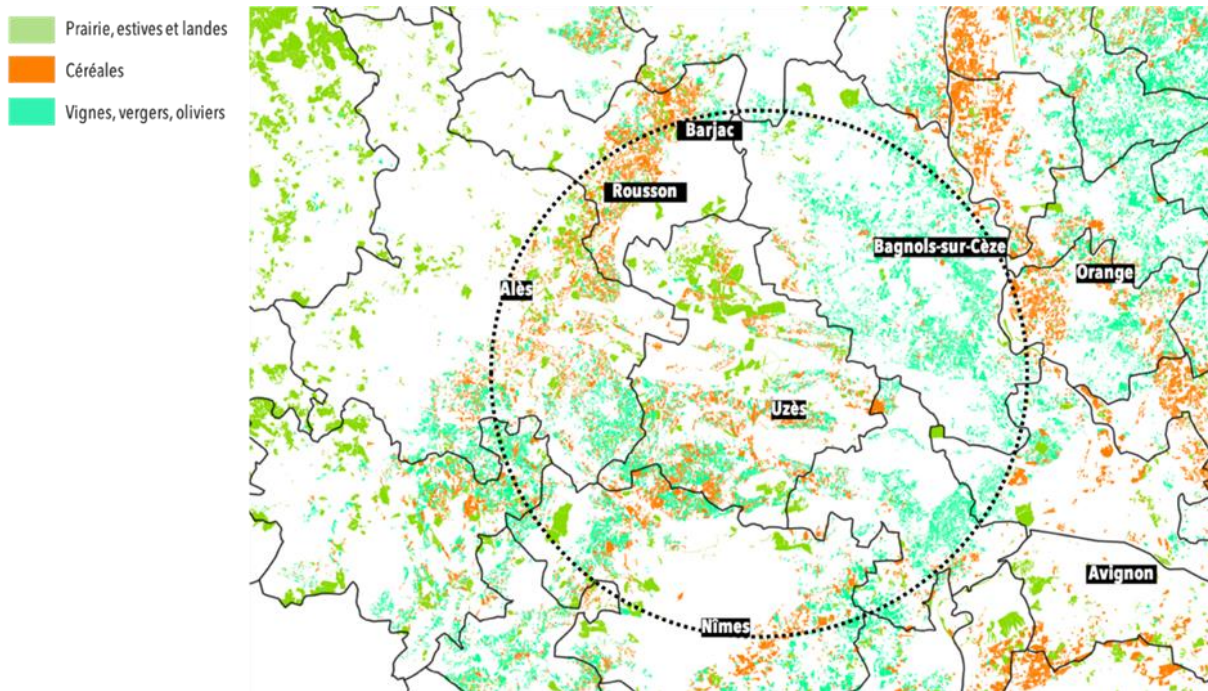 Prairie, estives et landes
Céréales
Vignes, vergers, oliviers
Barjac
Rousson
Bagnols-sur-Cèze
Orange
Alès
Uzès
Avignon
Nîmes